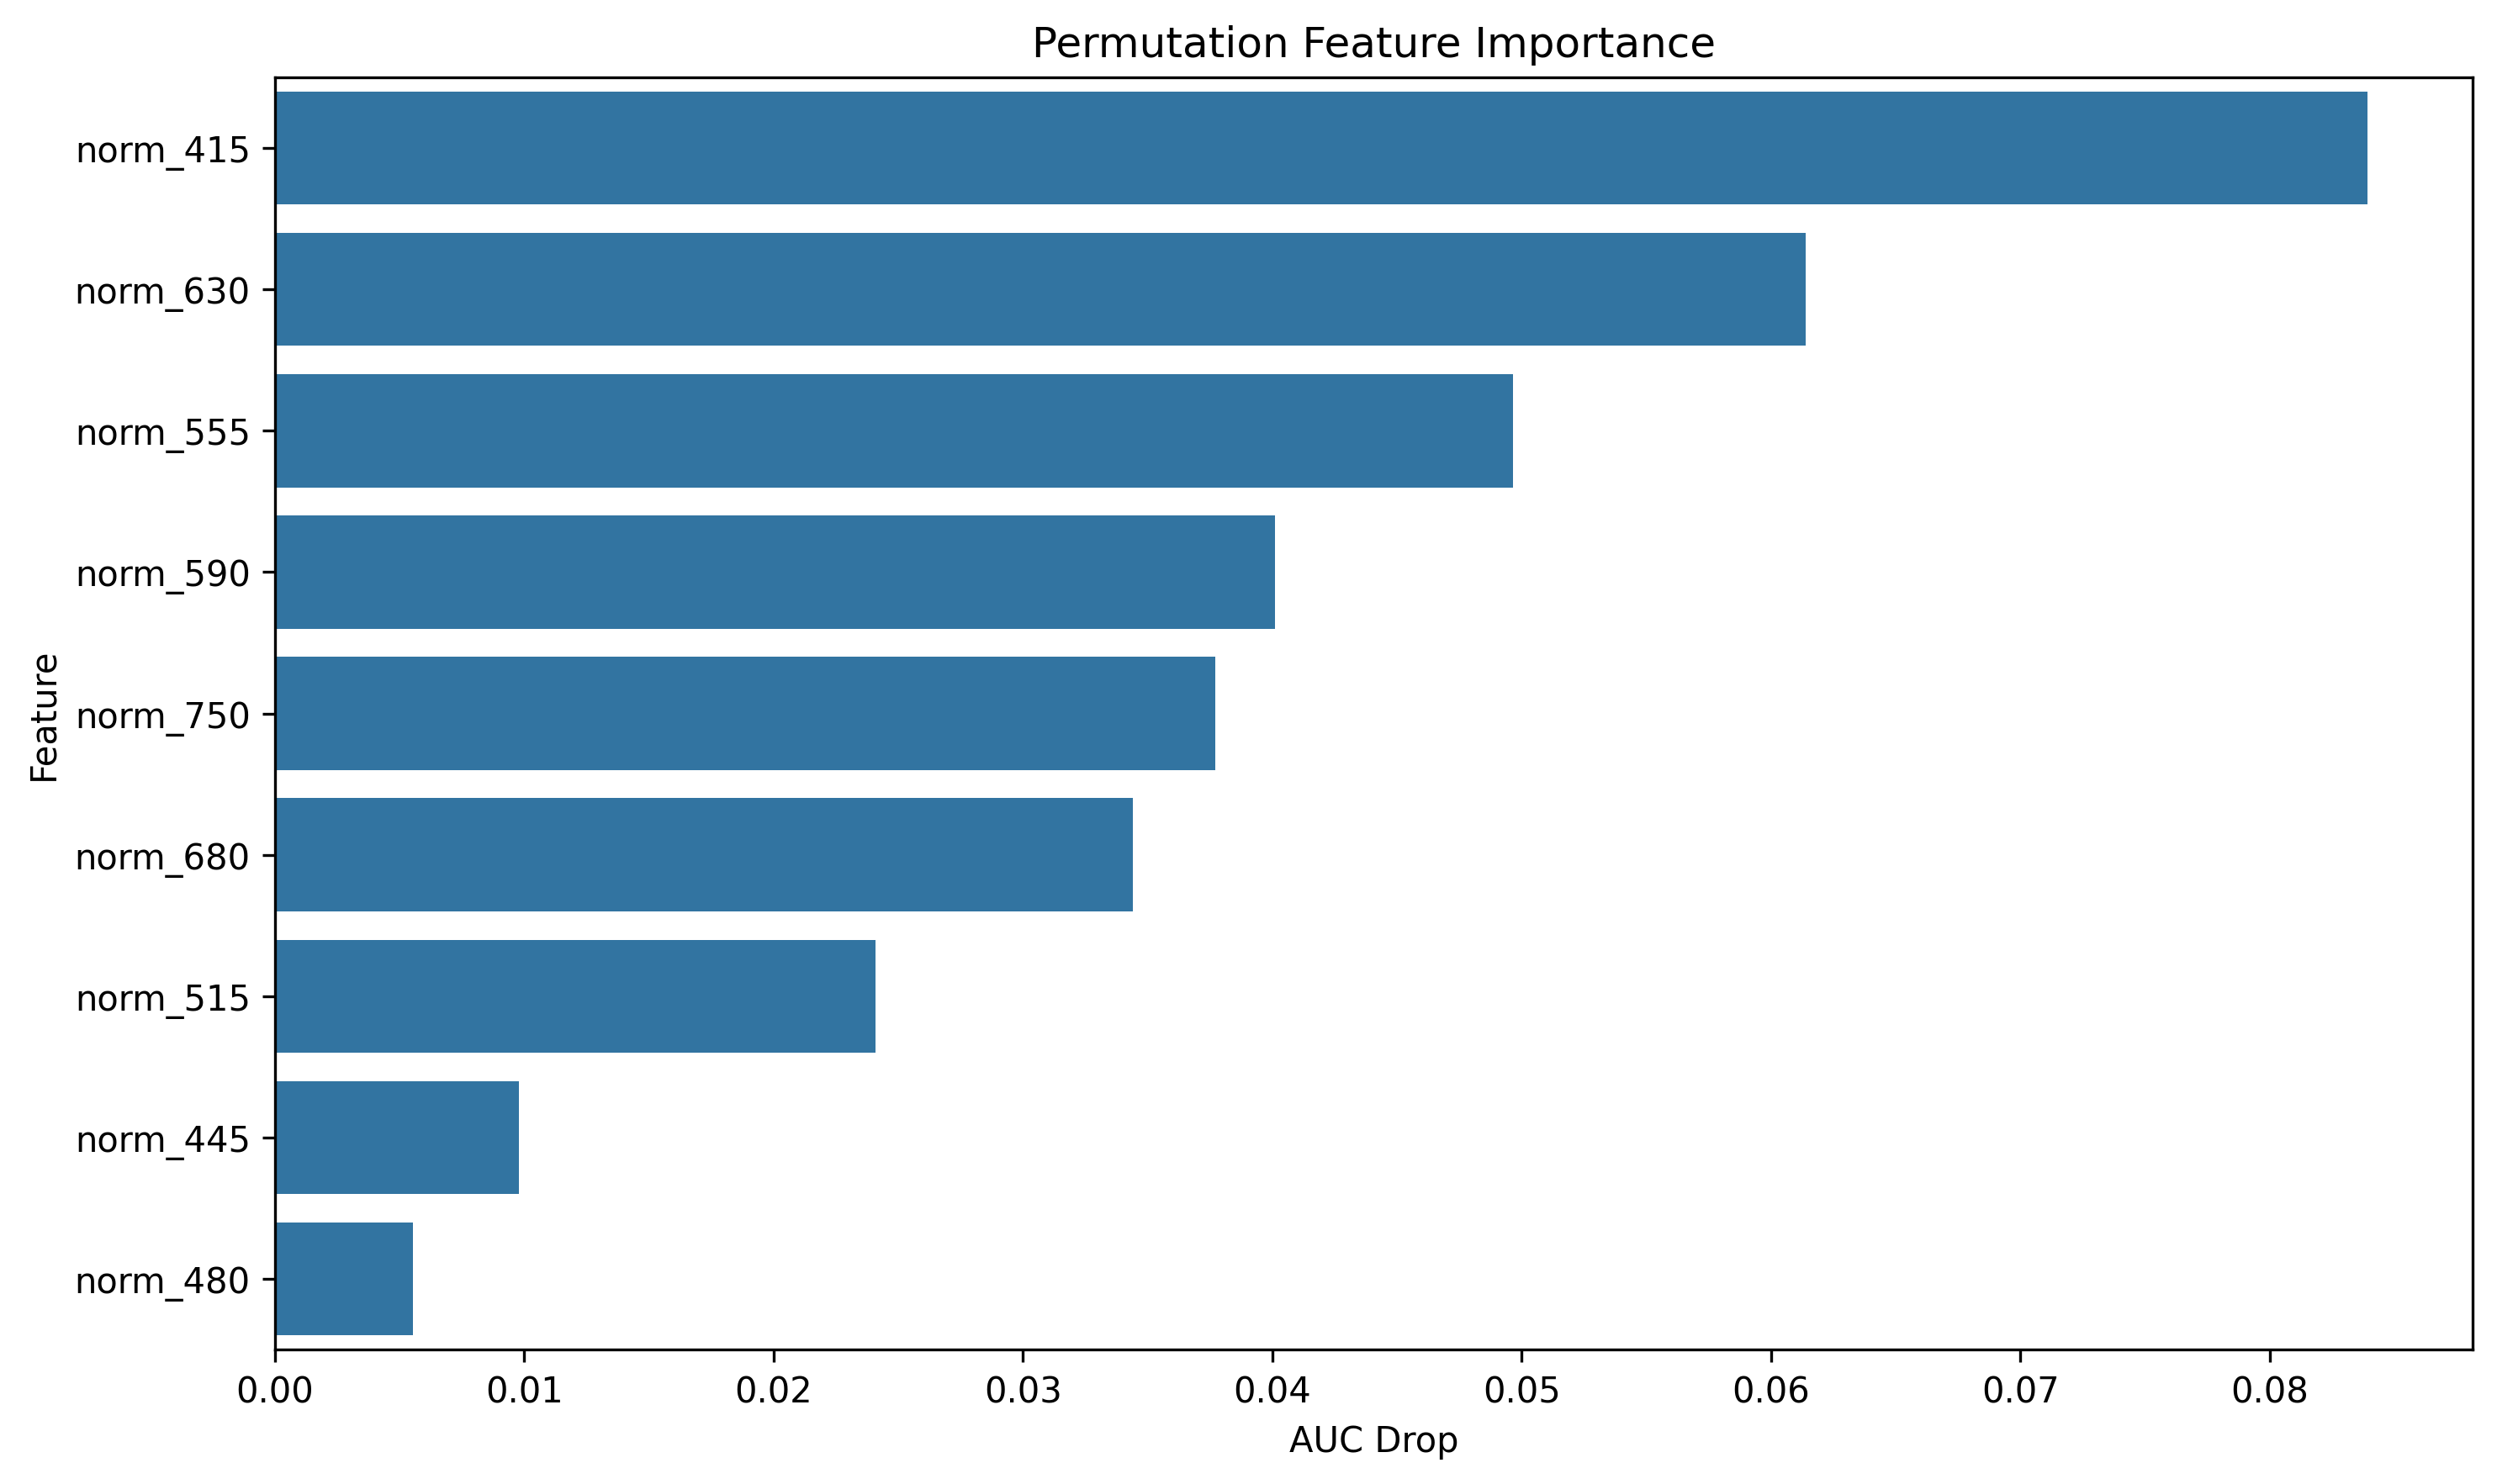 Permutation Feature Importance
norm_415
norm_630
norm_555
norm_590
norm_750
norm_680
norm_515
norm_445
norm_480
Feature
0.00 0.01 0.02 0.03 0.04 0.05 0.06 0.07 0.08
AUC Drop